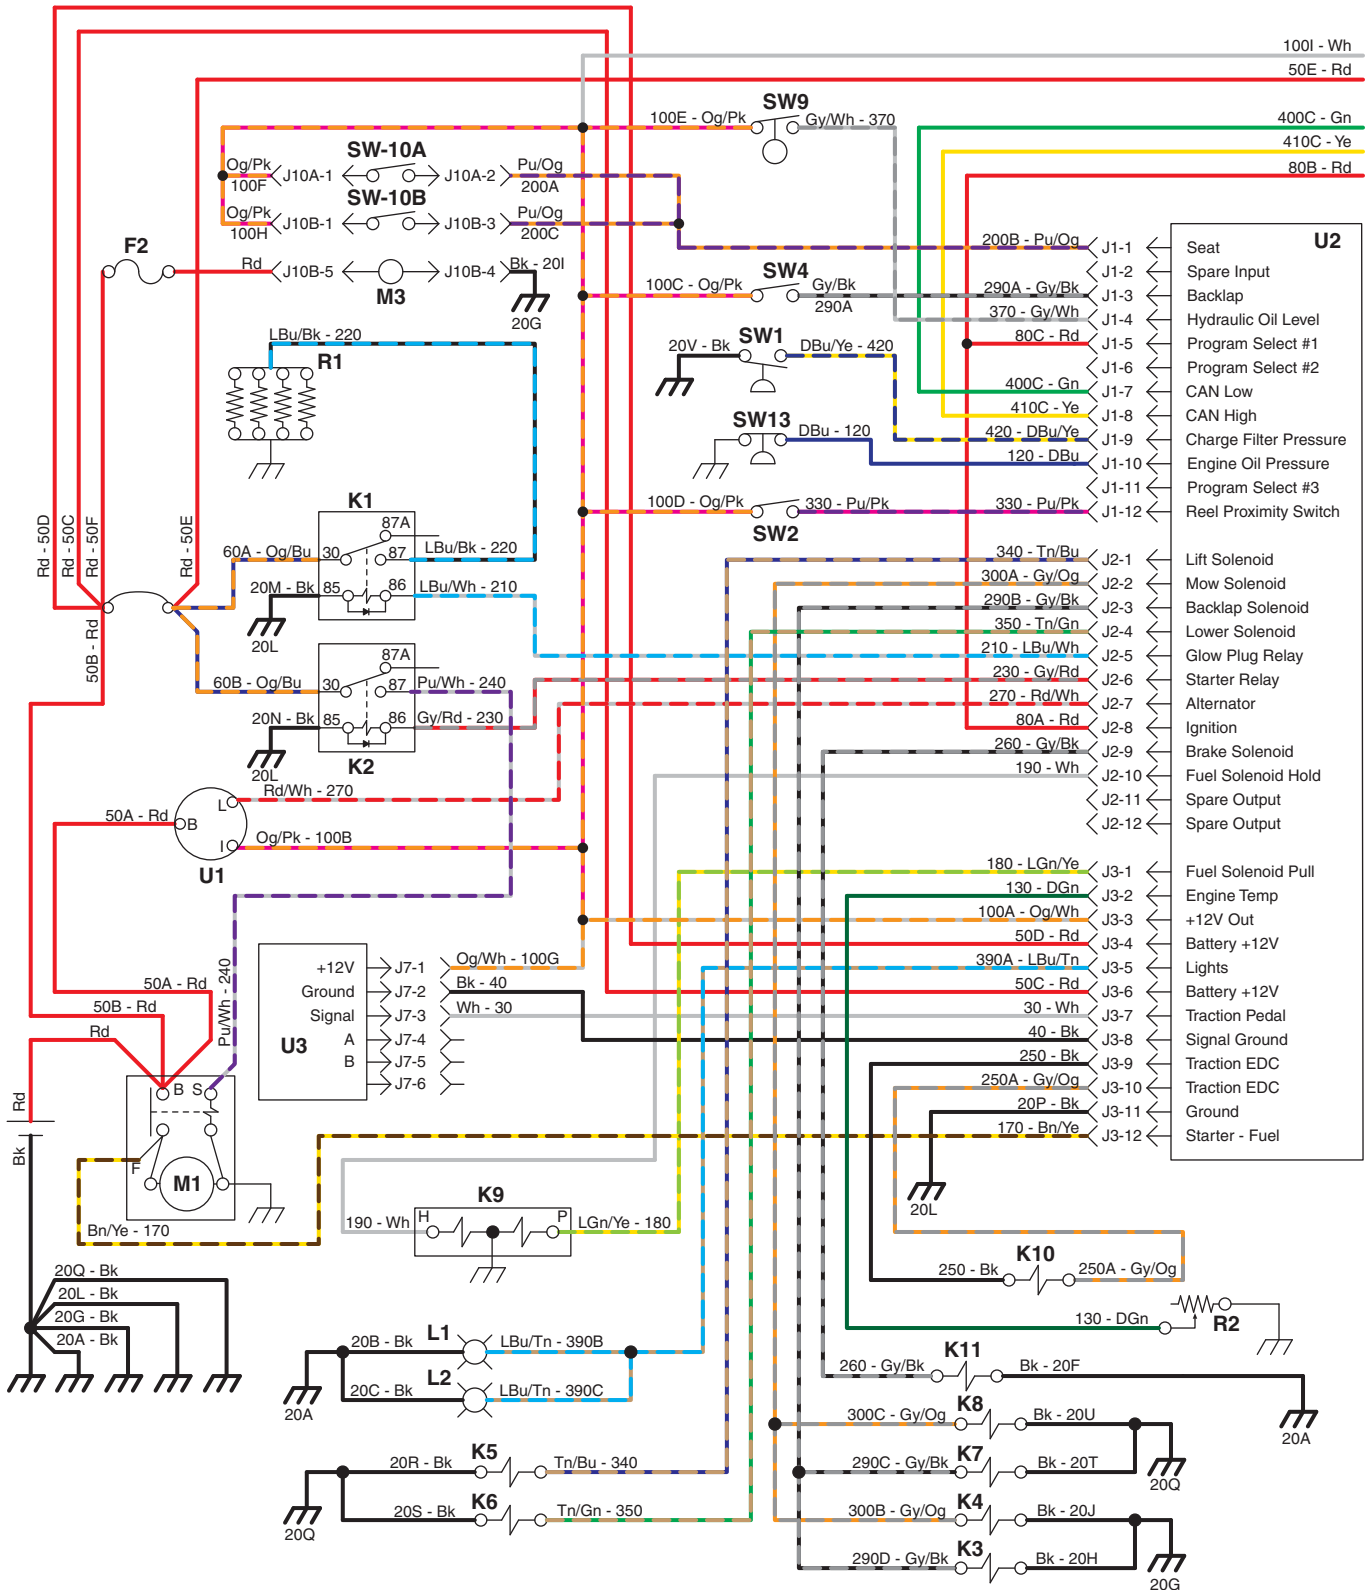 100I - Wh
50E - Rd
SW9
100E - Og/Pk
Gy/Wh - 370
400C - Gn
410C - Ye
80B - Rd
SW-10A
Og/Pk
100F
J10A-1
J10A-2
Pu/Og
200A
SW-10B
Og/Pk
100H
J10B-1
J10B-3
Pu/Og
200C
F2
Rd
J10B-5
M3
J10B-4
Bk - 20I
20G
SW4
100C - Og/Pk
Gy/Bk
290A
LBu/Bk - 220
R1
SW1
20V - Bk
DBu/Ye - 420
SW13
DBu - 120
100D - Og/Pk
330 - Pu/Pk
SW2
U2
200B - Pu/Og
J1-1
Seat
J1-2
Spare Input
290A - Gy/Bk
J1-3
Backlap
370 - Gy/Wh
J1-4
Hydraulic Oil Level
80C - Rd
J1-5
Program Select #1
J1-6
Program Select #2
400C - Gn
J1-7
CAN Low
410C - Ye
J1-8
CAN High
420 - DBu/Ye
J1-9
Charge Filter Pressure
120 - DBu
J1-10
Engine Oil Pressure
J1-11
Program Select #3
330 - Pu/Pk
J1-12
Reel Proximity Switch
340 - Tn/Bu
J2-1
Lift Solenoid
300A - Gy/Og
J2-2
Mow Solenoid
290B - Gy/Bk
J2-3
Backlap Solenoid
350 - Tn/Gn
J2-4
Lower Solenoid
210 - LBu/Wh
J2-5
Glow Plug Relay
230 - Gy/Rd
J2-6
Starter Relay
270 - Rd/Wh
J2-7
Alternator
80A - Rd
J2-8
Ignition
260 - Gy/Bk
J2-9
Brake Solenoid
190 - Wh
J2-10
Fuel Solenoid Hold
J2-11
Spare Output
J2-12
Spare Output
180 - LGn/Ye
J3-1
Fuel Solenoid Pull
130 - DGn
J3-2
Engine Temp
100A - Og/Wh
J3-3
+12V Out
50D - Rd
J3-4
Battery +12V
390A - LBu/Tn
J3-5
Lights
50C - Rd
J3-6
Battery +12V
30 - Wh
J3-7
Traction Pedal
40 - Bk
J3-8
Signal Ground
250 - Bk
J3-9
Traction EDC
250A - Gy/Og
J3-10
Traction EDC
20P - Bk
J3-11
Ground
170 - Bn/Ye
J3-12
Starter - Fuel
20L
Rd - 50D
Rd - 50C
Rd - 50F
Rd - 50E
50B - Rd
K1
87A
60A - Og/Bu
30
87
LBu/Bk - 220
20M - Bk
85
86
LBu/Wh - 210
20L
87A
60B - Og/Bu
30
87
Pu/Wh - 240
20N - Bk
85
86
Gy/Rd - 230
20L
K2
Rd/Wh - 270
50A - Rd
L
B
I
Og/Pk - 100B
U1
+12V
J7-1
Og/Wh - 100G
Ground
J7-2
Bk - 40
Signal
J7-3
Wh - 30
U3
A
J7-4
B
J7-5
J7-6
50A - Rd
50B - Rd
Rd
Pu/Wh - 240
B
S
Rd
Bk
F
M1
Bn/Ye - 170
K9
190 - Wh
H
P
LGn/Ye - 180
K10
250 - Bk
250A - Gy/Og
R2
130 - DGn
20Q - Bk
20L - Bk
20G - Bk
20A - Bk
L1
20B - Bk
LBu/Tn - 390B
L2
20C - Bk
LBu/Tn - 390C
20A
K11
260 - Gy/Bk
Bk - 20F
20A
K8
300C - Gy/Og
Bk - 20U
K7
290C - Gy/Bk
Bk - 20T
20Q
K5
20R - Bk
Tn/Bu - 340
K6
20S - Bk
Tn/Gn - 350
20Q
K4
300B - Gy/Og
Bk - 20J
K3
290D - Gy/Bk
Bk - 20H
20G